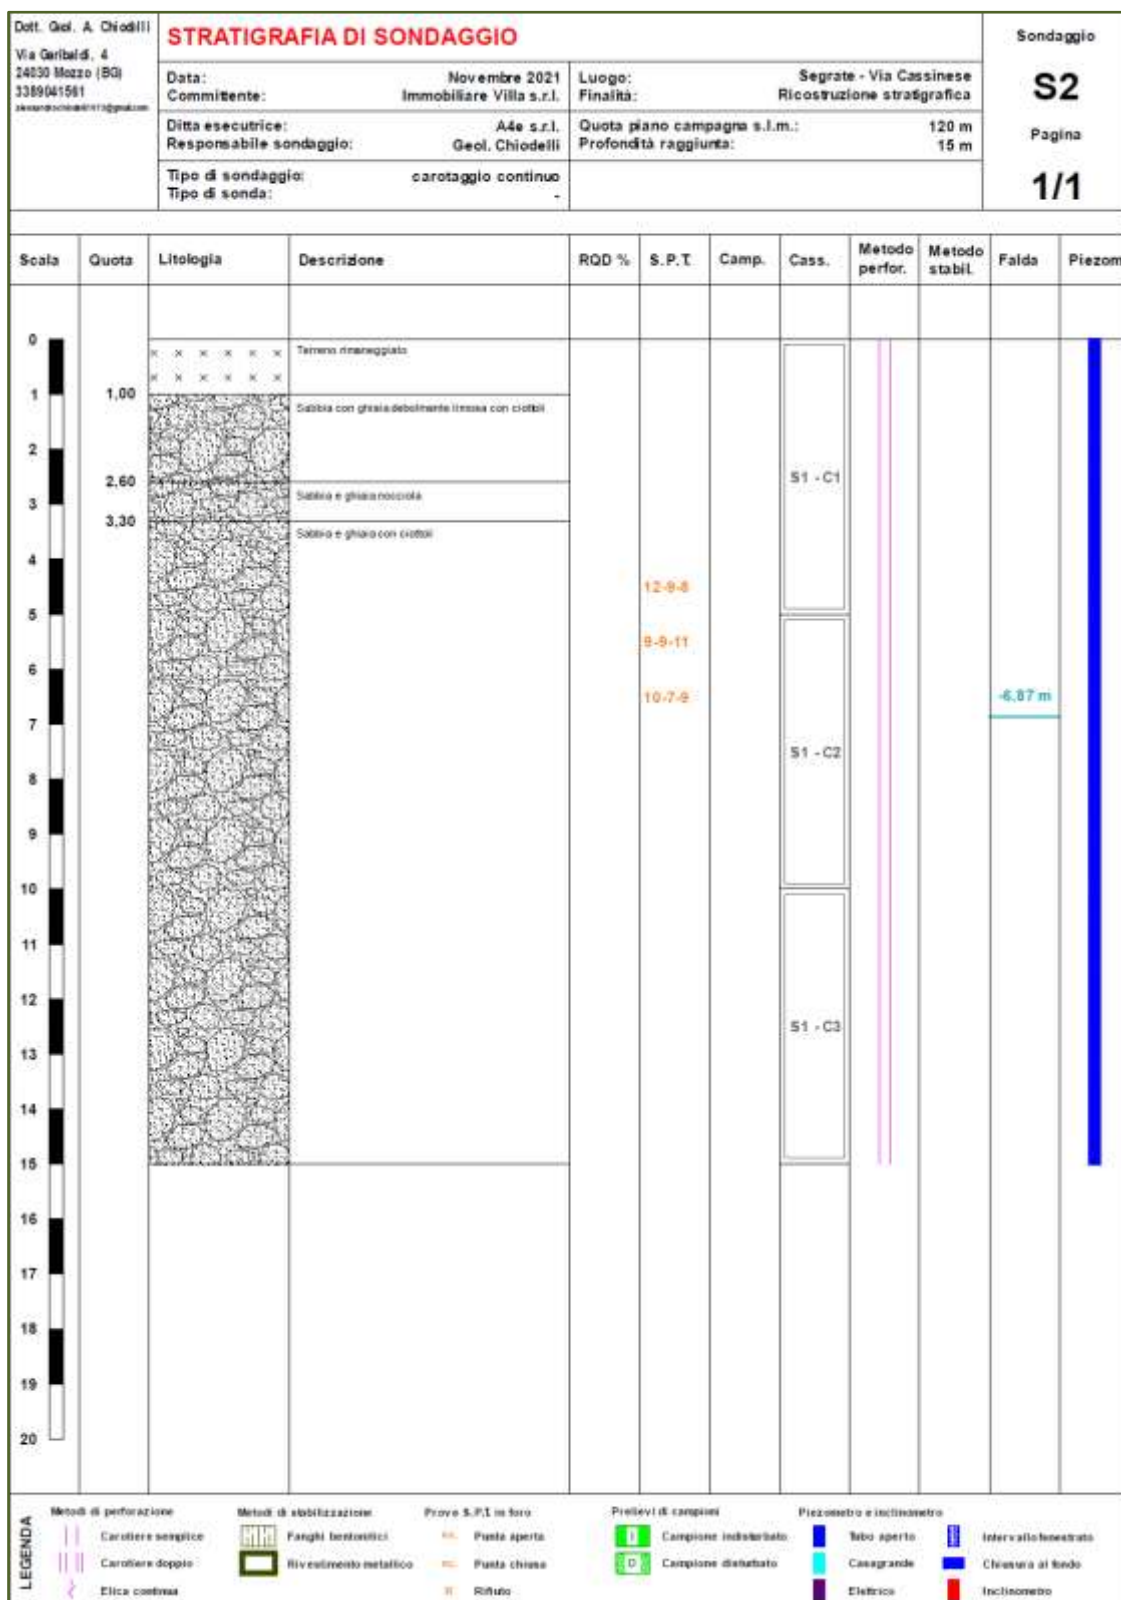 Dott. Geol. A. Chiodilli
Via Garibaldi, 4
24030 Mozzo (BG)
3389041561
STRATIGRAFIA DI SONDAGGIO
Data: Novembre 2021
Committente: Immobiliare Villa s.r.l.
Luogo: Segrate - Via Cassinese
Finalità: Ricostruzione stratigrafica
Ditta esecutrice: A4e s.r.l.
Responsabile sondaggio: Geol. Chiodelli
Quota piano campagna s.l.m.: 120 m
Profondità raggiunta: 15 m
Tipo di sondaggio: carotaggio continuo
Tipo di sonda: -
Sondaggio
S2
Pagina
1/1
Scala Quota Litologia Descrizione RQD % S.P.T. Camp. Cass. Metodo perfor. Metodo stabil. Falda Piezom
0
Terreno rimaneggiato
1 1,00
Sabbia con ghiaia debolmente limosa con ciottoli
2
2,60
S1 - C1
Sabbia e ghiaia nocciola
3
3,30
Sabbia e ghiaia con ciottoli
4
12-9-8
5
9-9-11
6
10-7-9
-6,87 m
7
S1 - C2
8
9
10
11
12
S1 - C3
13
14
15
16
17
18
19
20
LEGENDA
Metodi di perforazione
Carotiere semplice
Carotiere doppio
Elica continua
Metodi di stabilizzazione
Fanghi bentonitici
Rivestimento metallico
Prove S.P.T. in foro
Punta aperta
Punta chiusa
R Rifiuto
Prelievi di campioni
I Campione indisturbato
D Campione disturbato
Piezometro e inclinometro
Tubo aperto
Casagrande
Elettrico
Intervallo fenestrato
Chiusura al fondo
Inclinometro